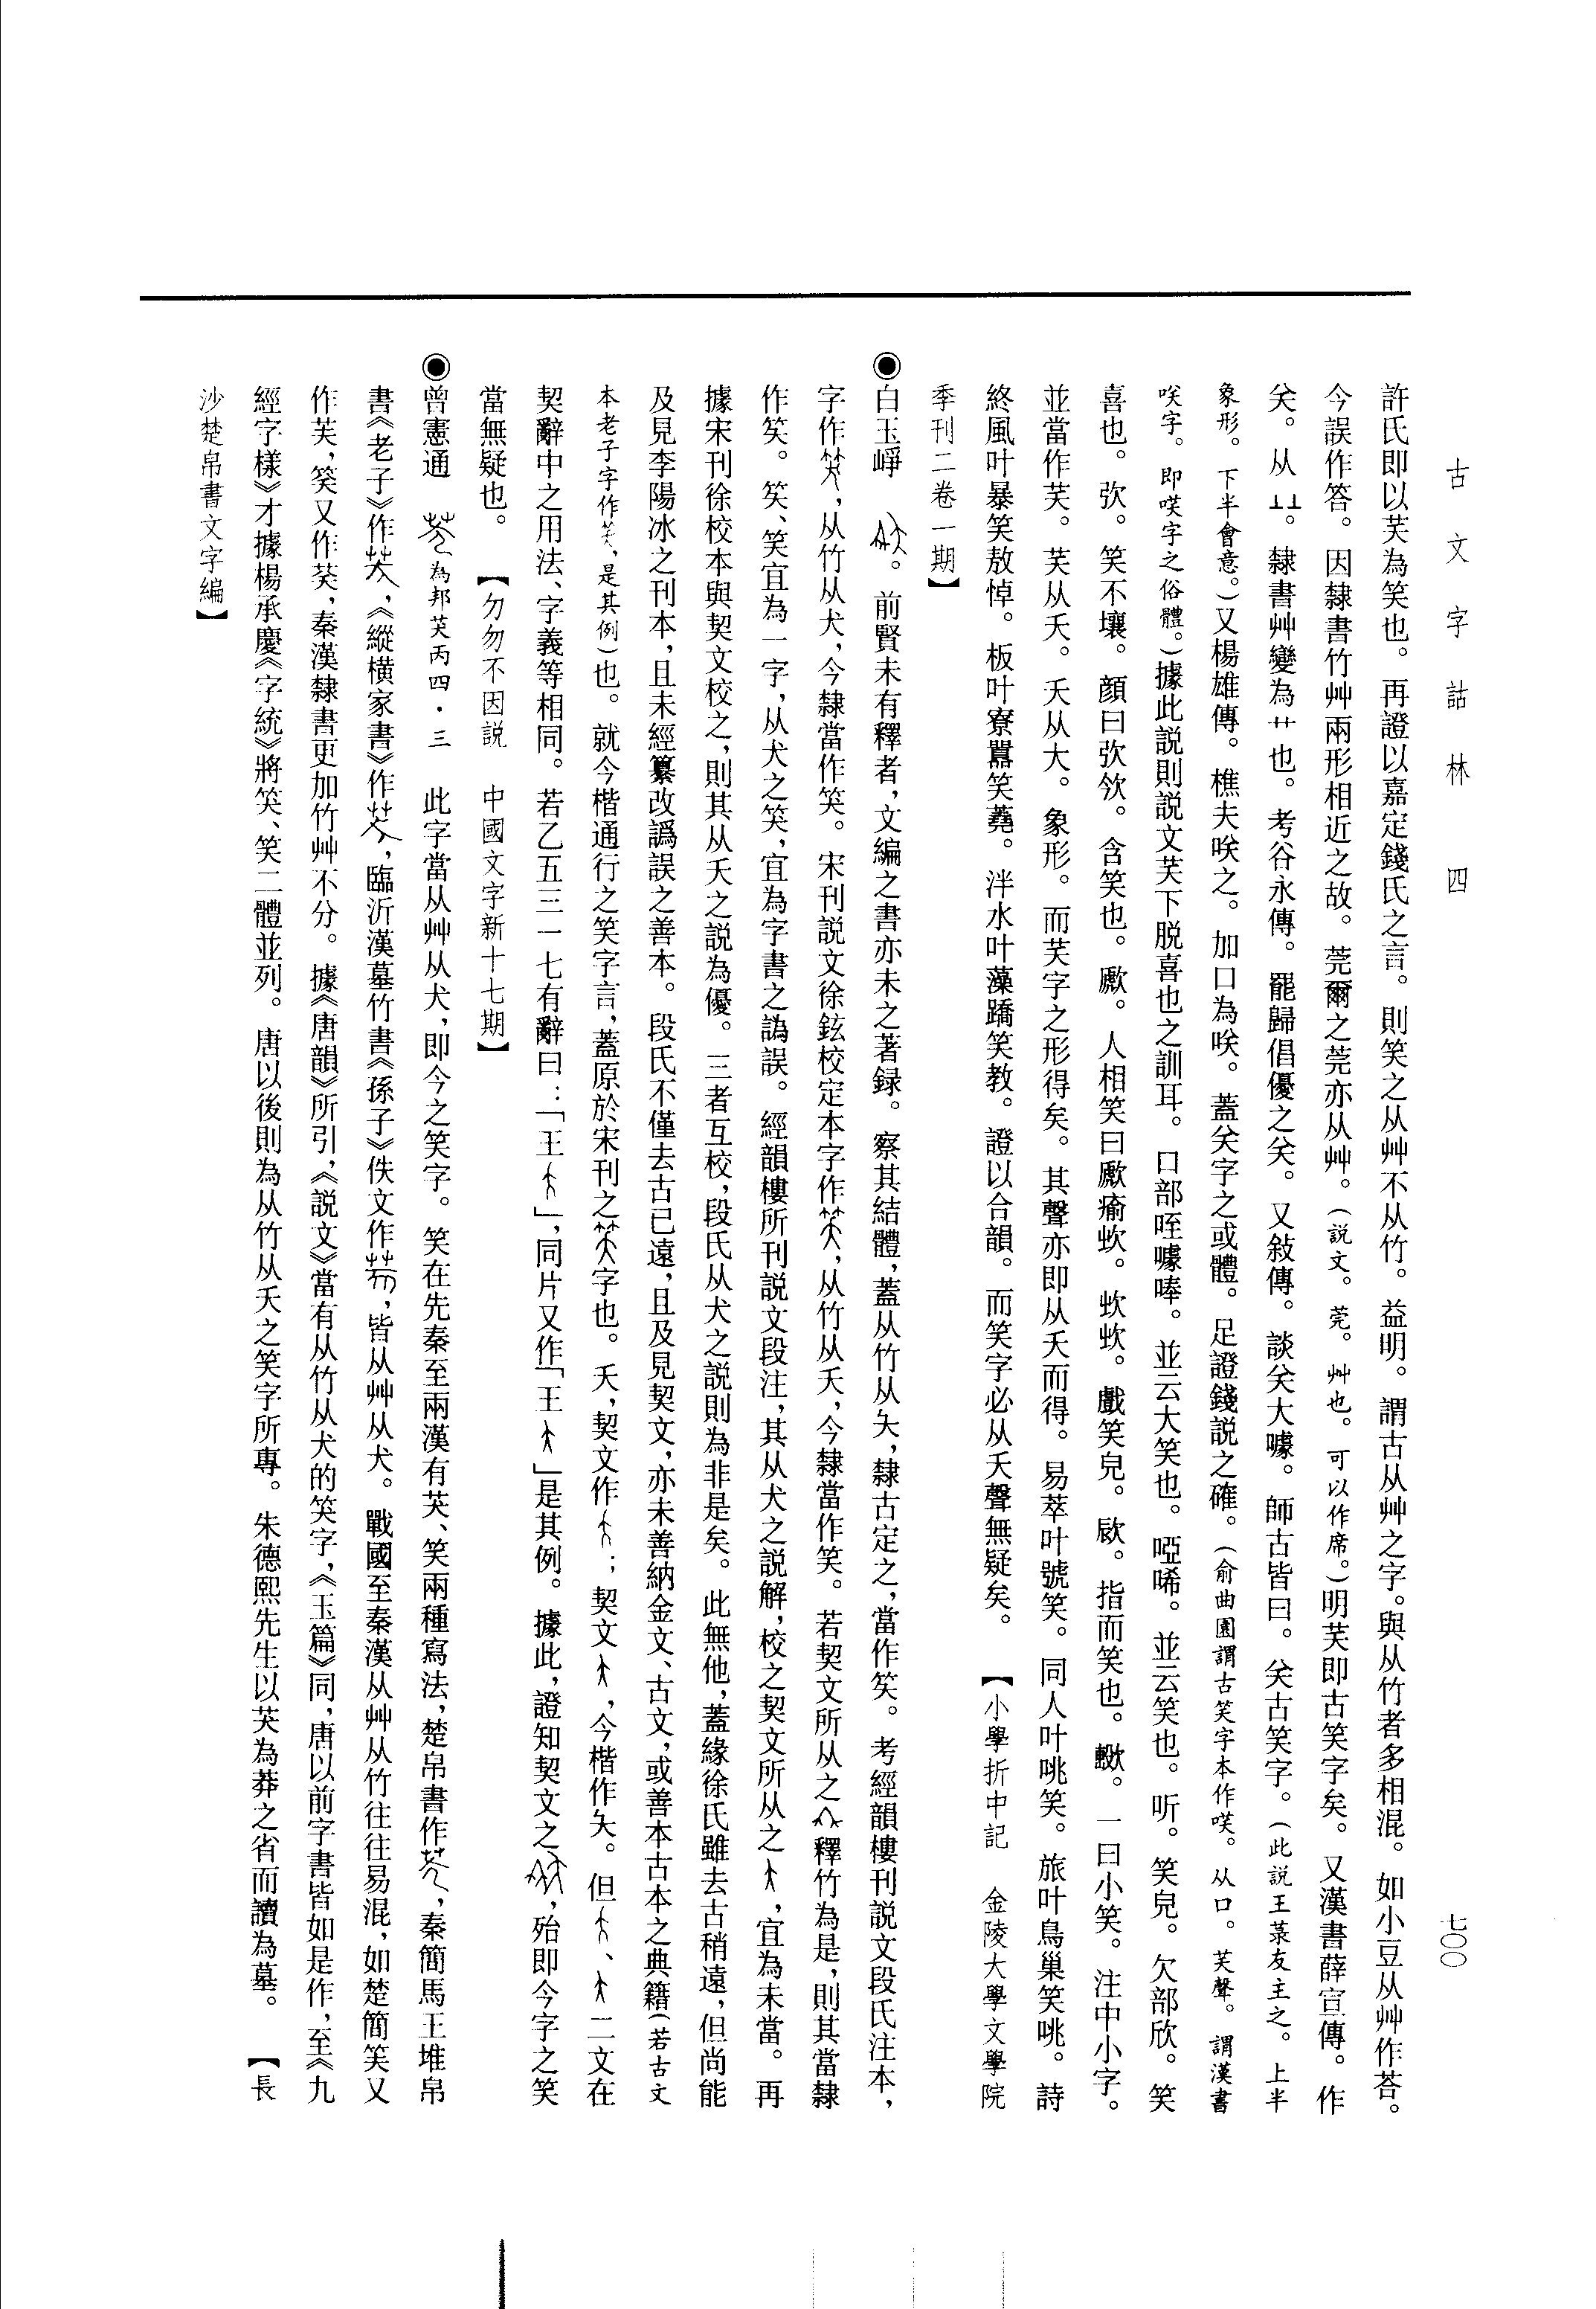 古文字詁林 四
七〇〇
許氏即以芺為笑也。再證以嘉定錢氏之言。則笑之从艸不从竹。益明。謂古从艸之字。與从竹者多相混。如小豆从艸作荅。
今誤作答。因隸書竹艸兩形相近之故。莞爾之莞亦从艸。（說文。莞。艸也。可以作席。）明芺即古笑字矣。又漢書薛宣傳。作
关。从䒑。隸書艸變為䒑也。考谷永傳。罷歸倡優之关。又敍傳。談关大噱。師古皆曰。关古笑字。（此說王菉友主之。上半
象形。下半會意。）又楊雄傳。樵夫咲之。加口為咲。蓋关字之或體。足證錢說之確。（俞曲園謂古笑字本作㗛。从口。芺聲。謂漢書
咲字。即㗛字之俗體。）據此說則說文芺下脫喜也之訓耳。口部咥噱唪。並云大笑也。啞唏。並云笑也。听。笑皃。欠部欣。笑
喜也。弞。笑不壞。顏曰弞欦。含笑也。歋。人相笑曰歋瘉㰞。㰞㰞。戲笑皃。㰨。指而笑也。歞。一曰小笑。注中小字。
並當作芺。芺从夭。夭从大。象形。而芺字之形得矣。其聲亦即从夭而得。易萃叶號笑。同人叶咷笑。旅叶鳥巢笑咷。詩
終風叶暴笑敖悼。板叶寮囂笑蕘。泮水叶藻蹻笑教。證以合韻。而笑字必从夭聲無疑矣。【小學折中記 金陵大學文學院
季刊二卷一期】
◉白玉崢 。前賢未有釋者，文編之書亦未之著録。察其結體，蓋从竹从夨，隸古定之，當作笶。考經韻樓刊說文段氏注本，
字作，从竹从犬，今隸當作笑。宋刊說文徐鉉校定本字作，从竹从夭，今隸當作笑。若契文所从之釋竹為是，則其當隸
作笶。笶、笑宜為一字，从犬之笑，宜為字書之譌誤。經韻樓所刊說文段注，其从犬之說解，校之契文所从之，宜為未當。再
據宋刊徐校本與契文校之，則其从夭之說為優。三者互校，段氏从犬之說則為非是矣。此無他，蓋緣徐氏雖去古稍遠，但尚能
及見李陽冰之刊本，且未經纂改譌誤之善本。段氏不僅去古已遠，且及見契文，亦未善納金文、古文，或善本古本之典籍（若古文
本老子字作笑，是其例）也。就今楷通行之笑字言，蓋原於宋刊之字也。夭，契文作；契文，今楷作夨。但、二文在
契辭中之用法、字義等相同。若乙五三一七有辭曰：「王」，同片又作「王」是其例。據此，證知契文之，殆即今字之笑
當無疑也。【勿勿不因說 中國文字新十七期】
◉曾憲通 為邦芺丙四·三 此字當从艸从犬，即今之笑字。笑在先秦至兩漢有芺、笑兩種寫法，楚帛書作，秦簡馬王堆帛
書《老子》作，《縱橫家書》作，臨沂漢墓竹書《孫子》佚文作，皆从艸从犬。戰國至秦漢从艸从竹往往易混，如楚簡笑又
作芺，筊又作茭，秦漢隸書更加竹艸不分。據《唐韻》所引，《說文》當有从竹从犬的笑字，《玉篇》同，唐以前字書皆如是作，至《九
經字樣》才據楊承慶《字統》將笑、笑二體並列。唐以後則為从竹从夭之笑字所專。朱德熙先生以芺為莽之省而讀為墓。【長
沙楚帛書文字編】